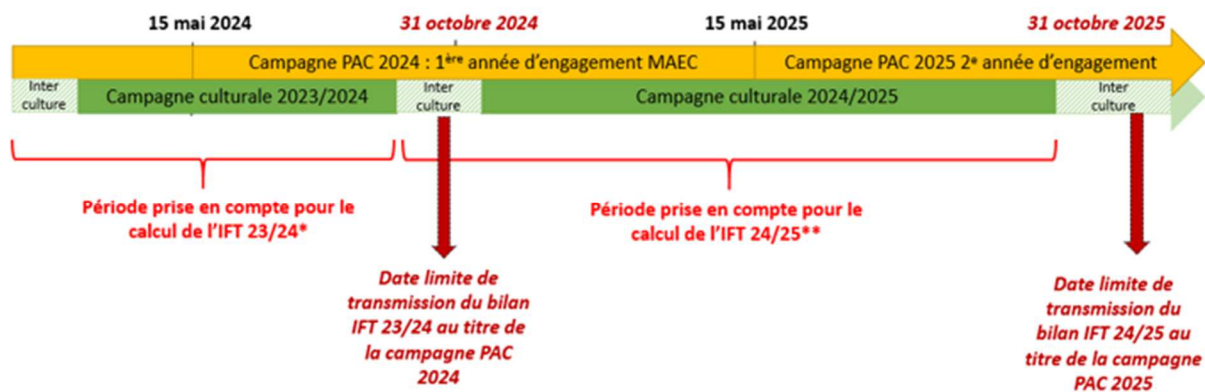 15 mai 2024
31 octobre 2024
15 mai 2025
31 octobre 2025
Campagne PAC 2024 : 1ère année d’engagement MAEC
Campagne PAC 2025 2e année d’engagement
Inter
culture
Campagne culturale 2023/2024
Inter
culture
Campagne culturale 2024/2025
Inter
culture
Période prise en compte pour le
calcul de l’IFT 23/24*
Période prise en compte pour le
calcul de l’IFT 24/25**
Date limite de
transmission du bilan
IFT 23/24 au titre de
la campagne PAC
2024
Date limite de
transmission du
bilan IFT 24/25 au
titre de la campagne
PAC 2025